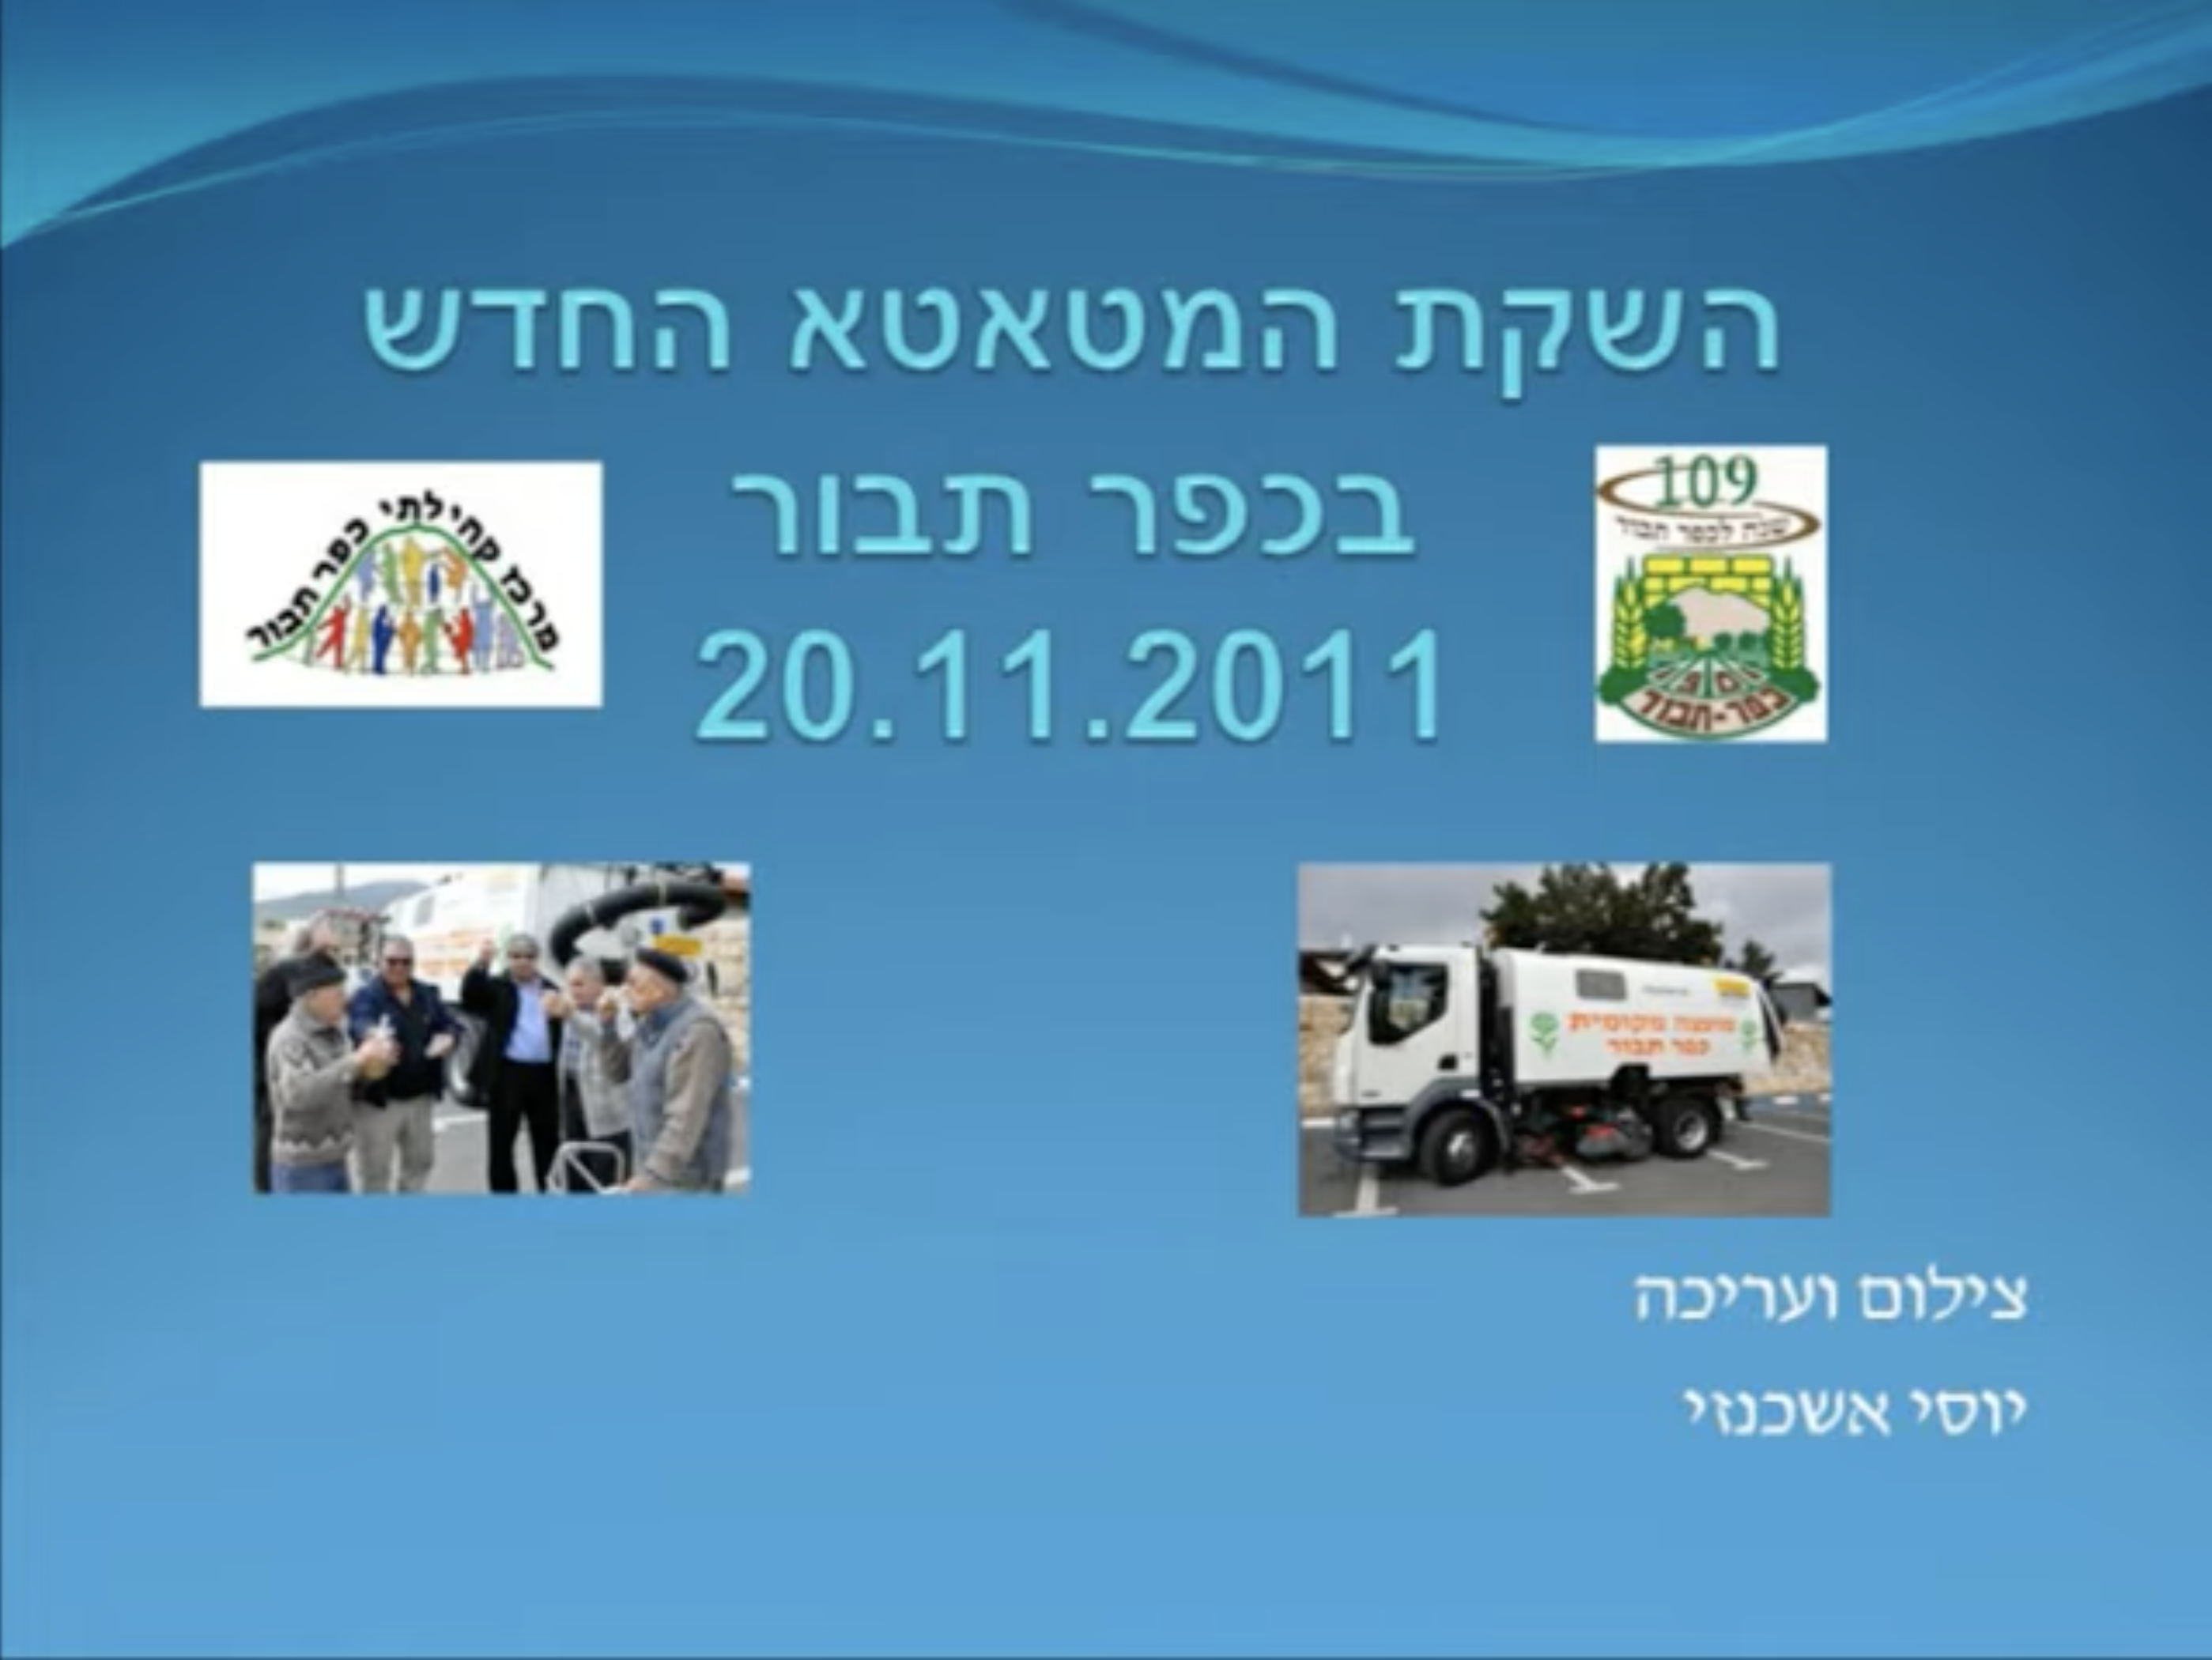 השקת המטאטא החדש
בכפר תבור
20.11.2011
109
שנה לכפר תבור
כפר-תבור
מרכז קהילתי כפר תבור
מועצה מקומית
כפר תבור
צילום ועריכה
יוסי אשכנזי